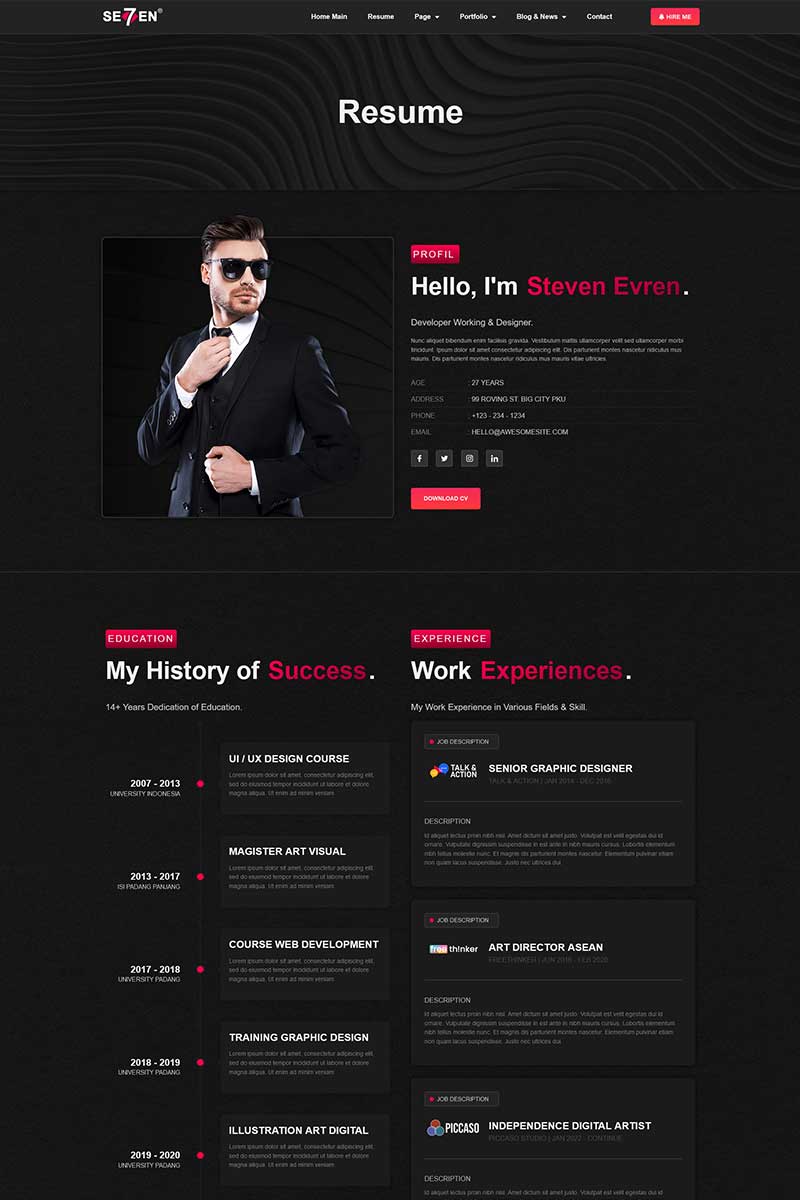 SE7EN®
Home Main Resume Page Portfolio Blog & News Contact HIRE ME
Resume
PROFIL
Hello, I'm Steven Evren.
Developer Working & Designer.
Nunc aliquet bibendum enim facilisis gravida. Vestibulum mattis ullamcorper velit sed ullamcorper morbi
tincidunt. Ipsum dolor sit amet consectetur adipiscing elit. Dis parturient montes nascetur ridiculus mus
mauris. Dis parturient montes nascetur ridiculus mus mauris vitae ultricies.
AGE : 27 YEARS
ADDRESS : 99 ROVING ST. BIG CITY PKU
PHONE : +123 - 234 - 1234
EMAIL : HELLO@AWESOMESITE.COM
DOWNLOAD CV
EDUCATION
My History of Success.
14+ Years Dedication of Education.
2007 - 2013
UNIVERSITY INDONESIA
UI / UX DESIGN COURSE
Lorem ipsum dolor sit amet, consectetur adipiscing elit,
sed do eiusmod tempor incididunt ut labore et dolore
magna aliqua. Ut enim ad minim veniam
2013 - 2017
ISI PADANG PANJANG
MAGISTER ART VISUAL
Lorem ipsum dolor sit amet, consectetur adipiscing elit,
sed do eiusmod tempor incididunt ut labore et dolore
magna aliqua. Ut enim ad minim veniam
2017 - 2018
UNIVERSITY PADANG
COURSE WEB DEVELOPMENT
Lorem ipsum dolor sit amet, consectetur adipiscing elit,
sed do eiusmod tempor incididunt ut labore et dolore
magna aliqua. Ut enim ad minim veniam
2018 - 2019
UNIVERSITY PADANG
TRAINING GRAPHIC DESIGN
Lorem ipsum dolor sit amet, consectetur adipiscing elit,
sed do eiusmod tempor incididunt ut labore et dolore
magna aliqua. Ut enim ad minim veniam
2019 - 2020
UNIVERSITY PADANG
ILLUSTRATION ART DIGITAL
Lorem ipsum dolor sit amet, consectetur adipiscing elit,
sed do eiusmod tempor incididunt ut labore et dolore
magna aliqua. Ut enim ad minim veniam
EXPERIENCE
Work Experiences.
My Work Experience in Various Fields & Skill.
JOB DESCRIPTION
TALK &
ACTION
SENIOR GRAPHIC DESIGNER
TALK & ACTION | JAN 2014 - DEC 2016
DESCRIPTION
Id aliquet lectus proin nibh nisl. Amet dictum sit amet justo. Volutpat est velit egestas dui id
ornare. Vulputate dignissim suspendisse in est ante in nibh mauris cursus. Lobortis elementum
nibh tellus molestie nunc. Et magnis dis parturient montes nascetur. Elementum pulvinar etiam
non quam lacus suspendisse. Justo nec ultrices dui
JOB DESCRIPTION
free th!nker
ART DIRECTOR ASEAN
FREETHINKER | JUN 2016 - FEB 2020
DESCRIPTION
Id aliquet lectus proin nibh nisl. Amet dictum sit amet justo. Volutpat est velit egestas dui id
ornare. Vulputate dignissim suspendisse in est ante in nibh mauris cursus. Lobortis elementum
nibh tellus molestie nunc. Et magnis dis parturient montes nascetur. Elementum pulvinar etiam
non quam lacus suspendisse. Justo nec ultrices dui
JOB DESCRIPTION
PICCASO
INDEPENDENCE DIGITAL ARTIST
PICCASO STUDIO | JAN 2022 - CONTINUE
DESCRIPTION
Id aliquet lectus proin nibh nisl. Amet dictum sit amet justo. Volutpat est velit egestas dui id